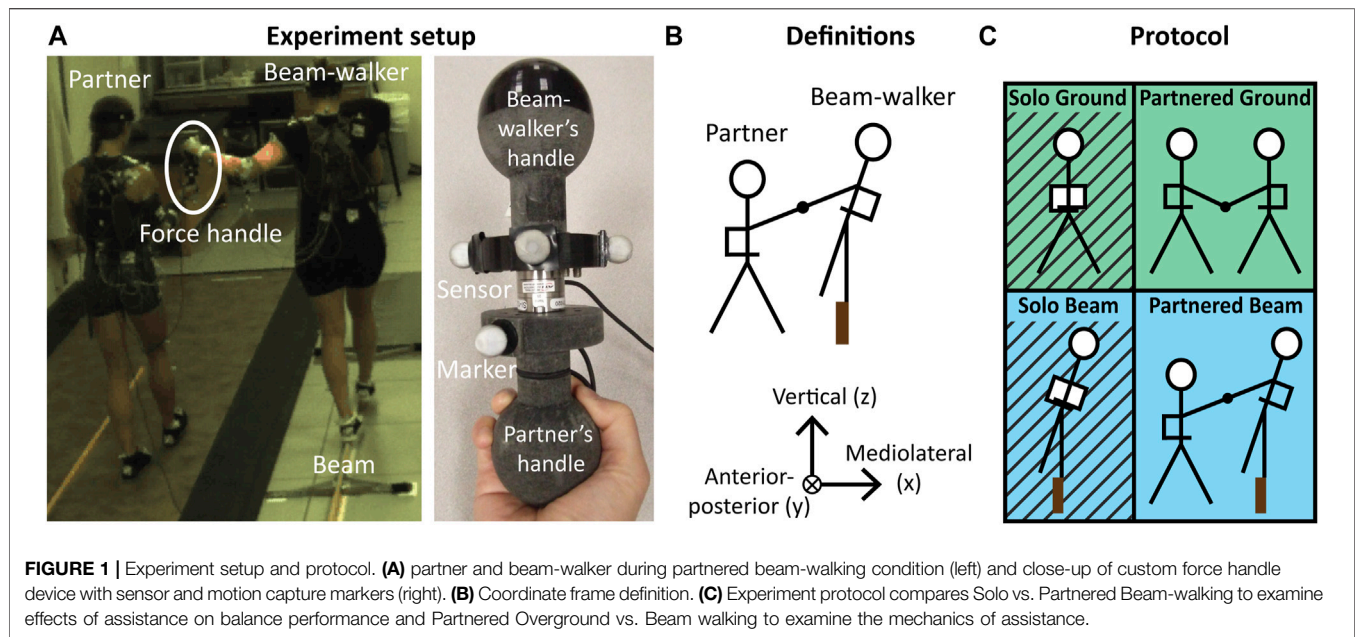 A
Experiment setup
Partner
Beam-walker
Force handle
Beam
Beam-
walker's
handle
Sensor
Marker
Partner's
handle
B
Definitions
Beam-walker
Partner
Vertical (z)
Mediolateral
(x)
Anterior-
posterior (y)
C
Protocol
Solo Ground
Partnered Ground
Solo Beam
Partnered Beam
FIGURE 1 | Experiment setup and protocol. (A) partner and beam-walker during partnered beam-walking condition (left) and close-up of custom force handle
device with sensor and motion capture markers (right). (B) Coordinate frame definition. (C) Experiment protocol compares Solo vs. Partnered Beam-walking to examine
effects of assistance on balance performance and Partnered Overground vs. Beam walking to examine the mechanics of assistance.